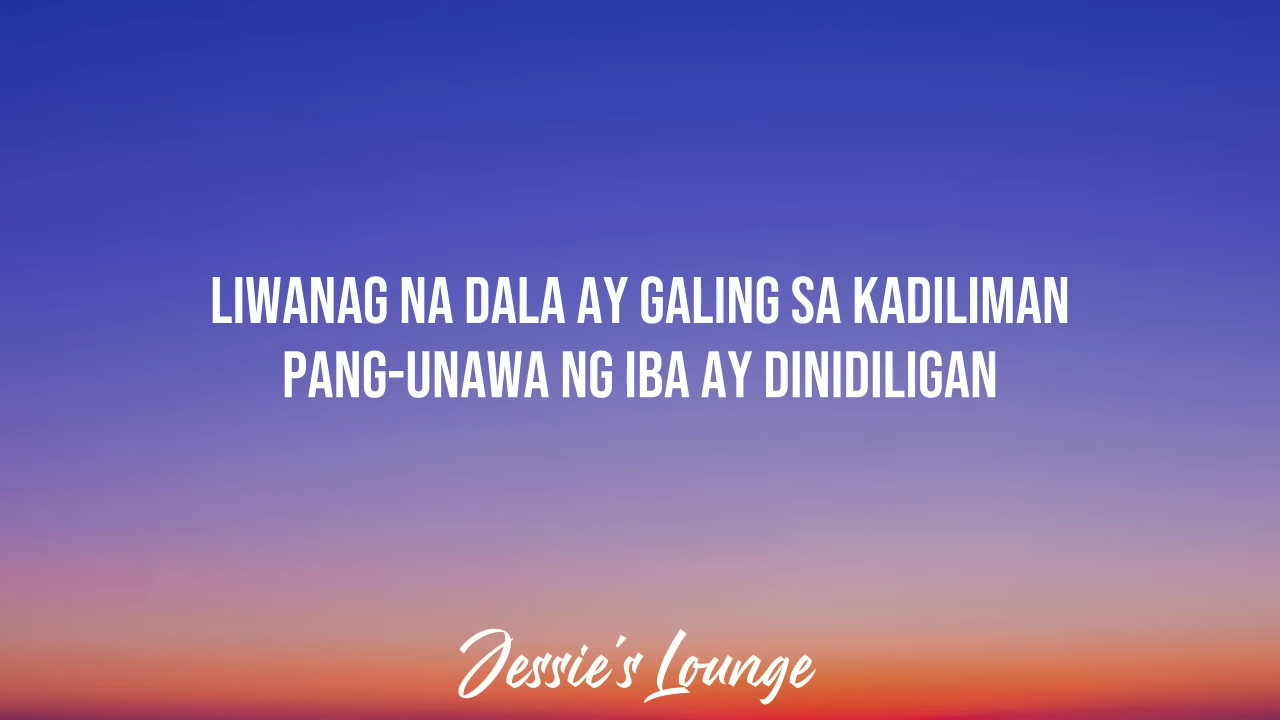 LIWANAG NA DALA AY GALING SA KADILIMAN
PANG-UNAWA NG IBA AY DINIDILIGAN
Jessie's Lounge